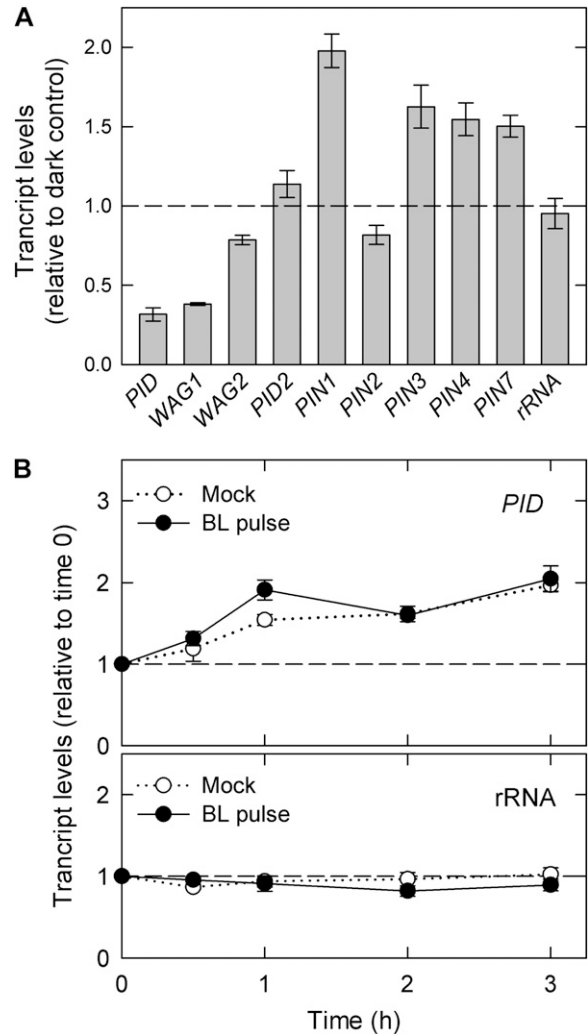 A
Trancript levels
(relative to dark control)
2.0
1.5
1.0
0.5
0.0
PID
WAG1
WAG2
PID2
PIN1
PIN2
PIN3
PIN4
PIN7
rRNA
B
Trancript levels (relative to time 0)
3
2
1
0
Mock
BL pulse
PID
2
1
0
Mock
BL pulse
rRNA
0
1
2
3
Time (h)